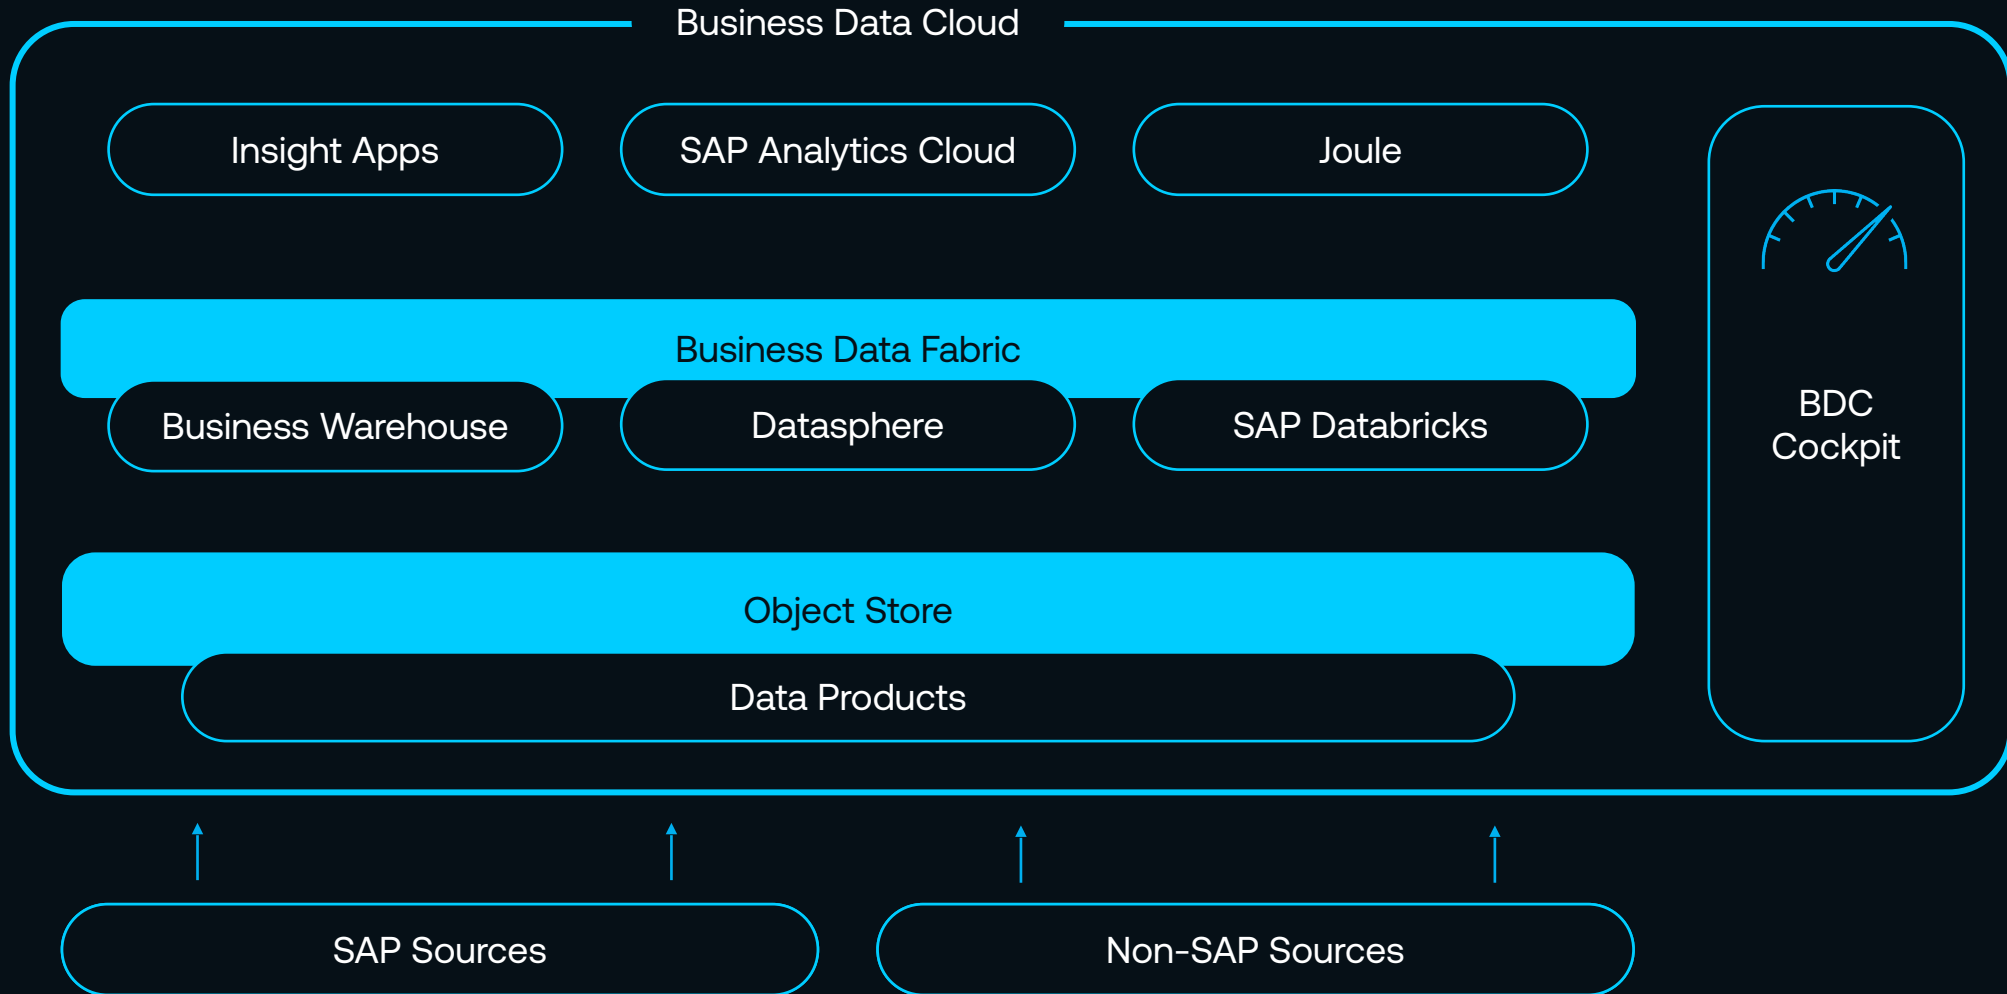 Business Data Cloud
Insight Apps
SAP Analytics Cloud
Joule
Business Data Fabric
Business Warehouse
Datasphere
SAP Databricks
BDC
Cockpit
Object Store
Data Products
SAP Sources
Non-SAP Sources